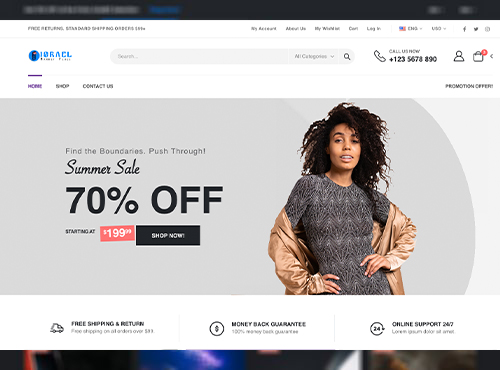 FREE RETURNS. STANDARD SHIPPING ORDERS $99+
My Account About Us My Wishlist Cart Log In ENG USD
Search... All Categories
CALL US NOW
+123 5678 890
0
HOME SHOP CONTACT US PROMOTION OFFER!
Find the Boundaries. Push Through!
Summer Sale
70% OFF
STARTING AT $199⁹⁹ SHOP NOW!
FREE SHIPPING & RETURN
Free shipping on all orders over $99.
MONEY BACK GUARANTEE
100% money back guarantee
ONLINE SUPPORT 24/7
Lorem ipsum dolor sit amet.
24